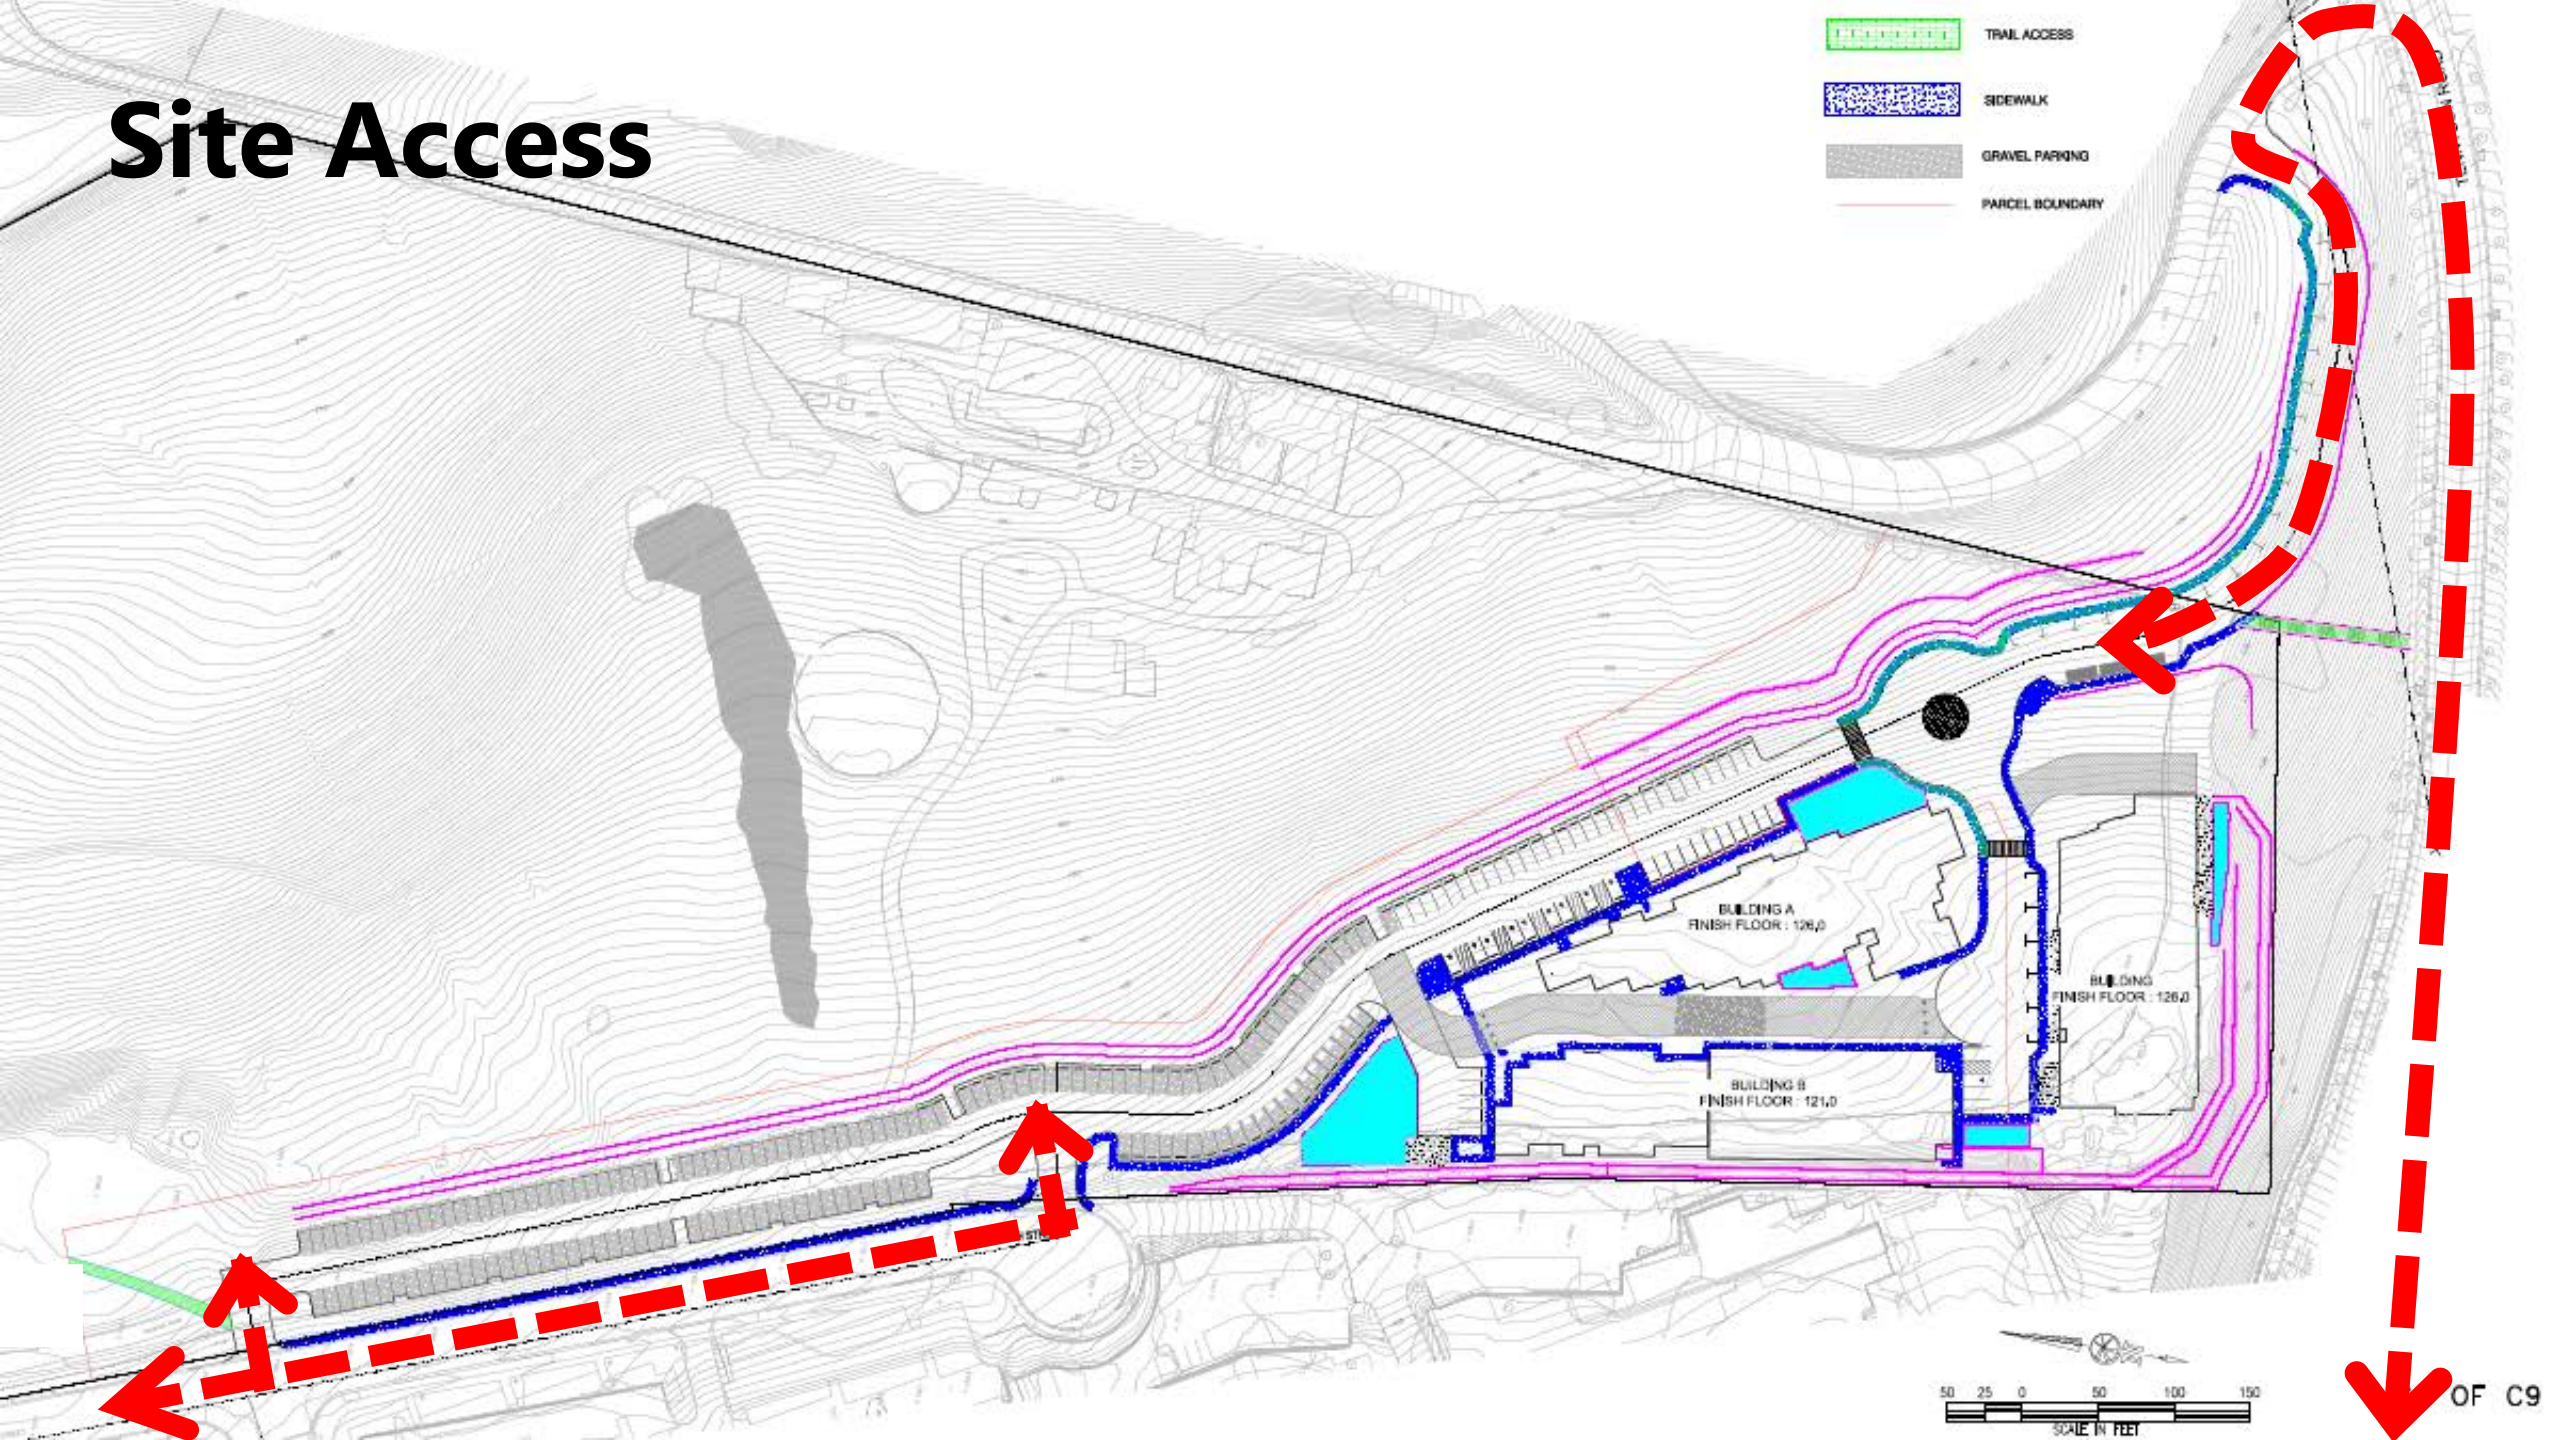 Site Access
TRAIL ACCESS
SIDEWALK
GRAVEL PARKING
PARCEL BOUNDARY
BUILDING A
FINISH FLOOR : 126.0
BUILDING
FINISH FLOOR : 126.0
BUILDING B
FINISH FLOOR : 121.0
50 25 0 50 100 150
SCALE IN FEET
OF C9